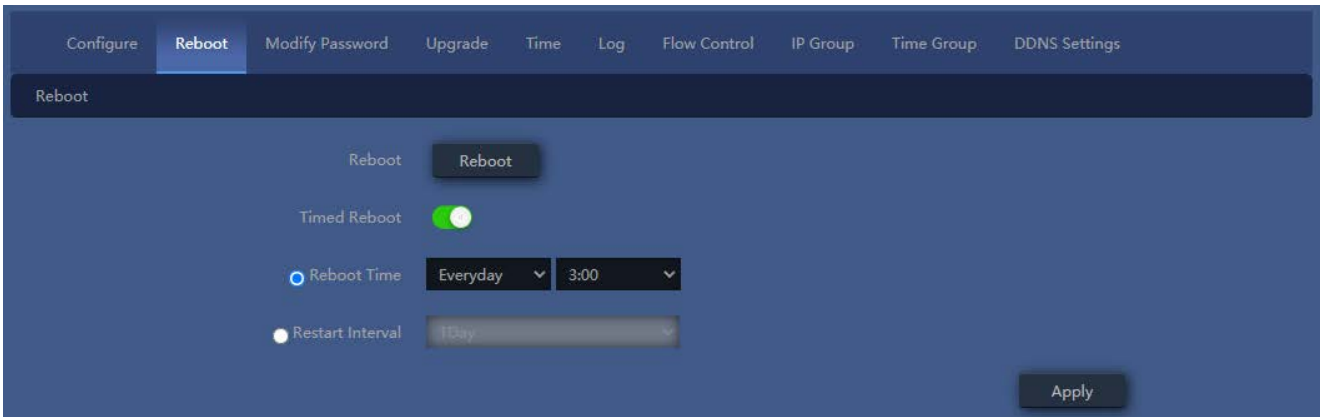 Configure Reboot Modify Password Upgrade Time Log Flow Control IP Group Time Group DDNS Settings
Reboot
Reboot Reboot
Timed Reboot
Reboot Time Everyday 3:00
Restart Interval 1Day
Apply